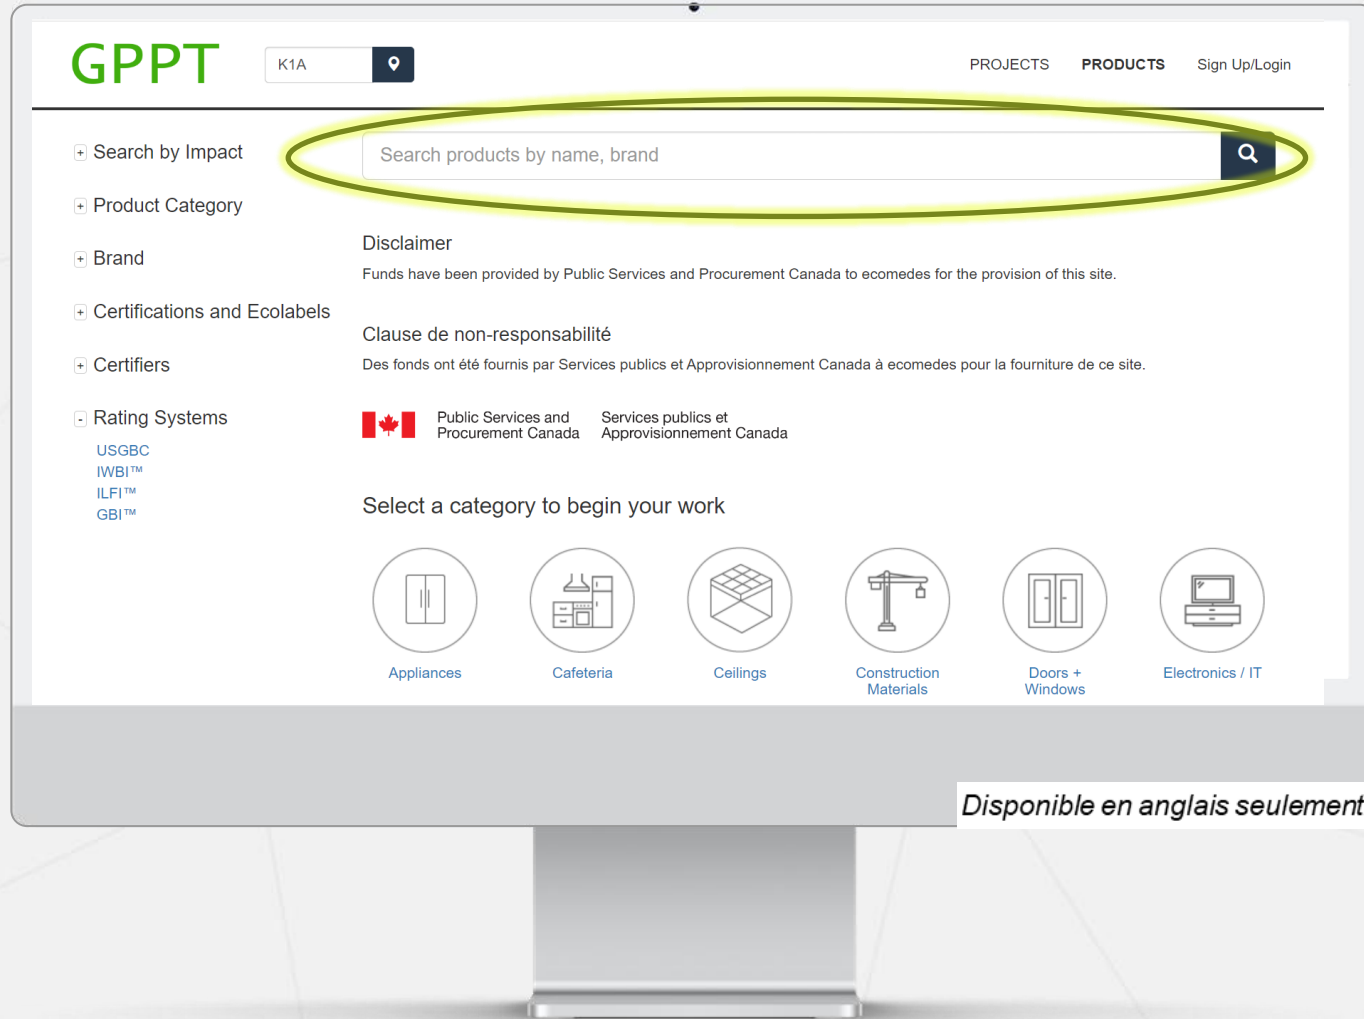 GPPT
K1A
PROJECTS PRODUCTS Sign Up/Login
Search by Impact
Product Category
Brand
Certifications and Ecolabels
Certifiers
Rating Systems
USGBC
IWBI™
ILFI™
GBI™
Search products by name, brand
Disclaimer
Funds have been provided by Public Services and Procurement Canada to ecomedes for the provision of this site.
Clause de non-responsabilité
Des fonds ont été fournis par Services publics et Approvisionnement Canada à ecomedes pour la fourniture de ce site.
Public Services and
Procurement Canada
Services publics et
Approvisionnement Canada
Select a category to begin your work
Appliances
Cafeteria
Ceilings
Construction
Materials
Doors +
Windows
Electronics / IT
Disponible en anglais seulement